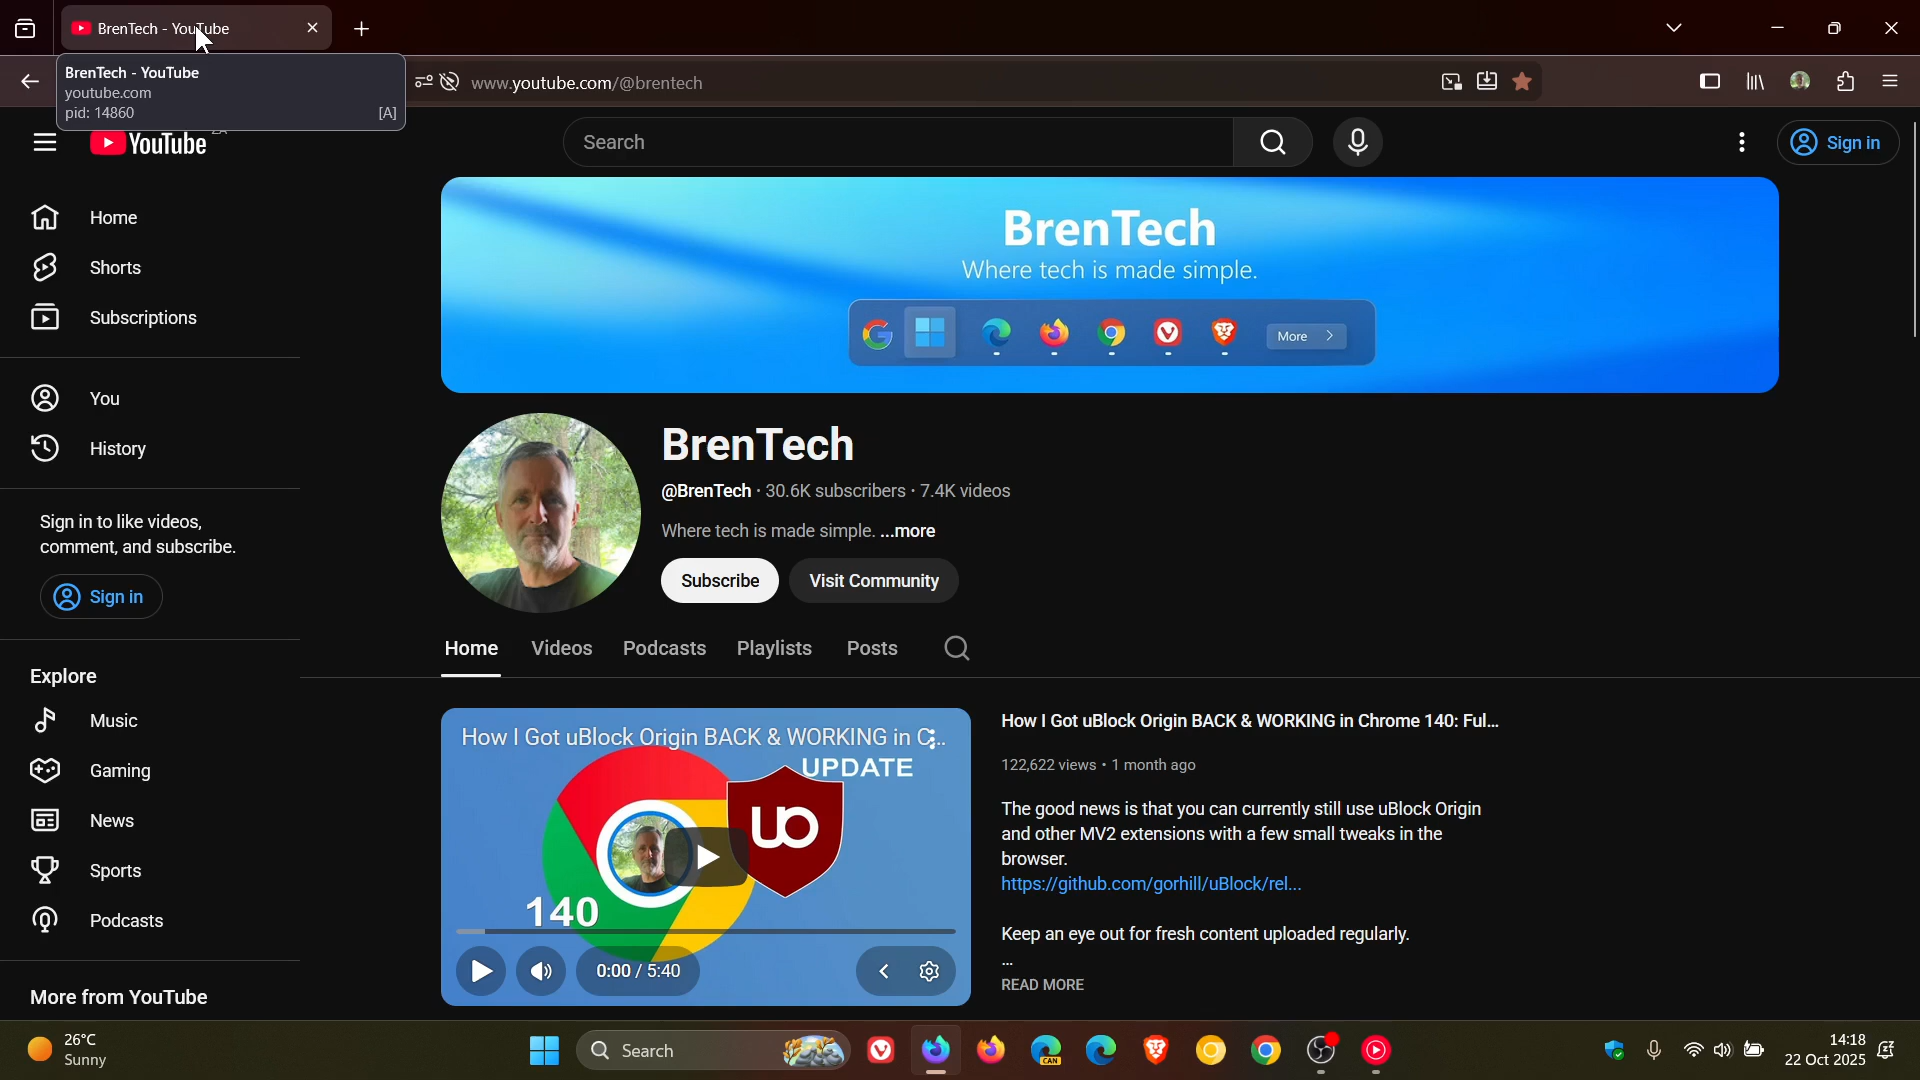 BrenTech - YouTube
BrenTech - YouTube
youtube.com
pid: 14860 [A]
www.youtube.com/@brentech
YouTube
Search
Sign in
Home
Shorts
Subscriptions
You
History
Sign in to like videos,
comment, and subscribe.
Sign in
Explore
Music
Gaming
News
Sports
Podcasts
More from YouTube
BrenTech
Where tech is made simple.
More
BrenTech
@BrenTech · 30.6K subscribers · 7.4K videos
Where tech is made simple. ...more
Subscribe
Visit Community
Home Videos Podcasts Playlists Posts
How I Got uBlock Origin BACK & WORKING in C...
UPDATE
uo
140
0:00 / 5:40
How I Got uBlock Origin BACK & WORKING in Chrome 140: Ful...
122,622 views • 1 month ago
The good news is that you can currently still use uBlock Origin
and other MV2 extensions with a few small tweaks in the
browser.
https://github.com/gorhill/uBlock/rel...
Keep an eye out for fresh content uploaded regularly.
...
READ MORE
26°C
Sunny
Search
CAN
14:18
22 Oct 2025